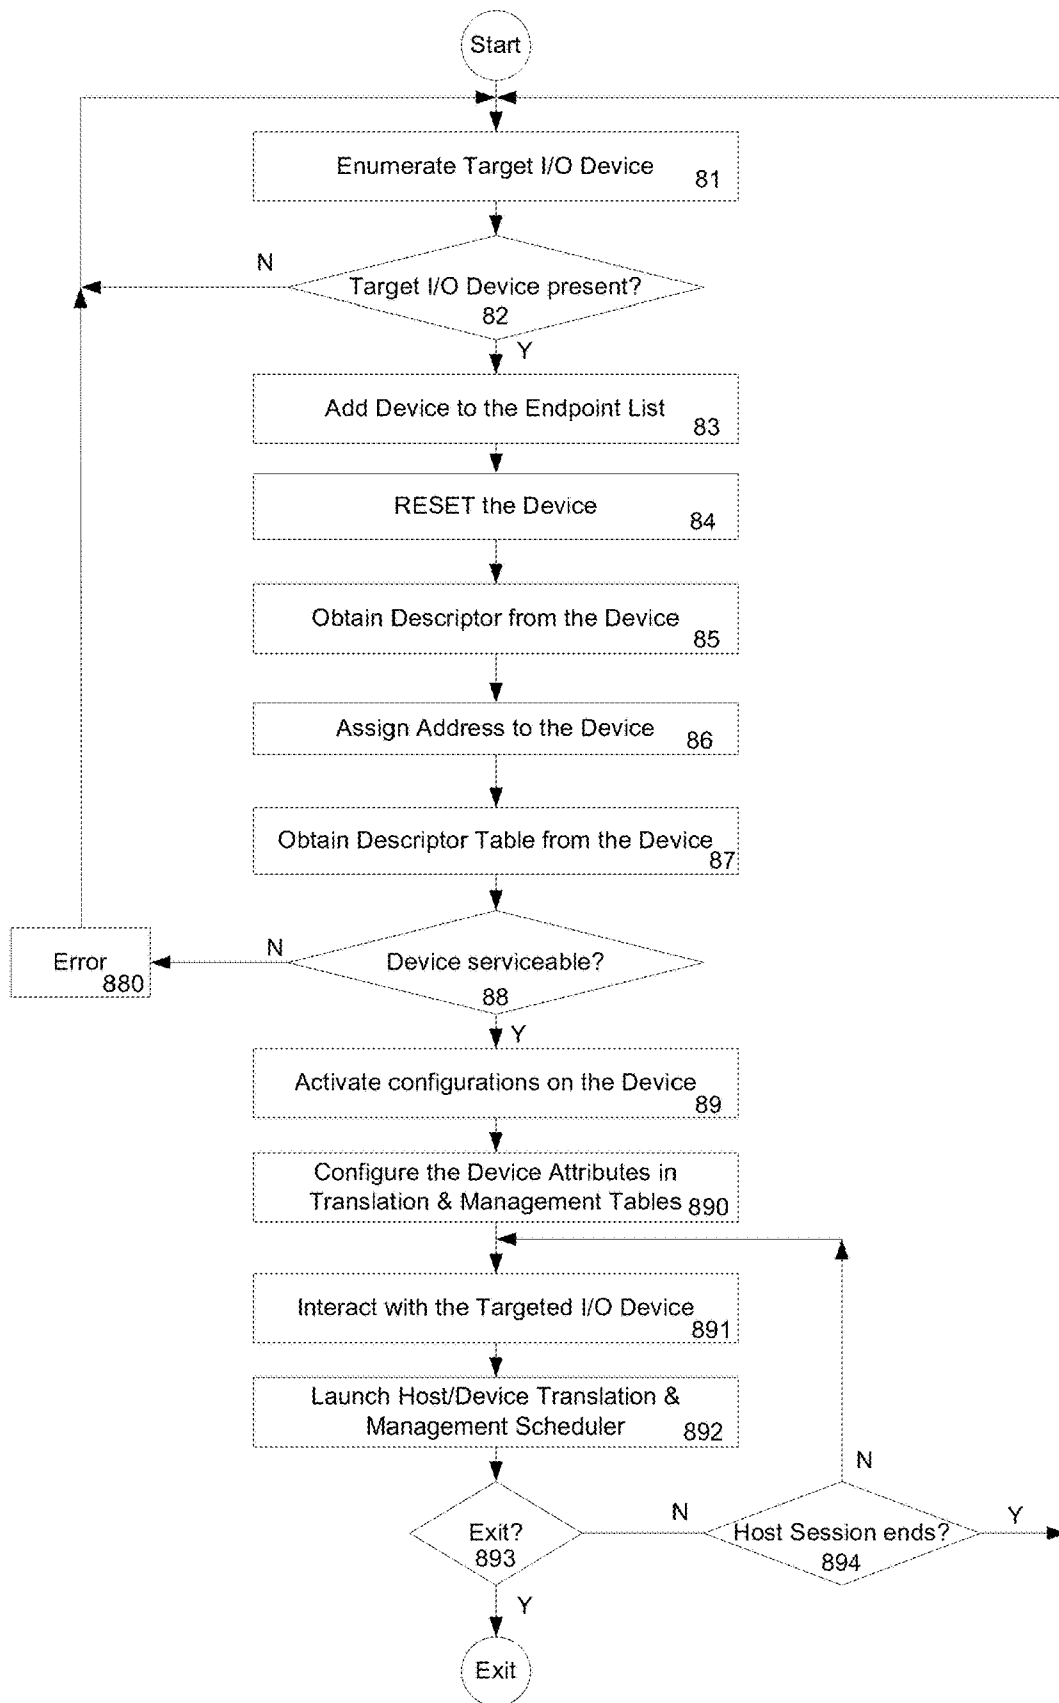 Start
Enumerate Target I/O Device
81
N
Target I/O Device present?
82
Y
Add Device to the Endpoint List
83
RESET the Device
84
Obtain Descriptor from the Device
85
Assign Address to the Device
86
Obtain Descriptor Table from the Device
87
Error
880
N
Device serviceable?
88
Y
Activate configurations on the Device
89
Configure the Device Attributes in
Translation & Management Tables
890
Interact with the Targeted I/O Device
891
Launch Host/Device Translation &
Management Scheduler
892
Exit?
893
N
Host Session ends?
894
N
Y
Y
Exit